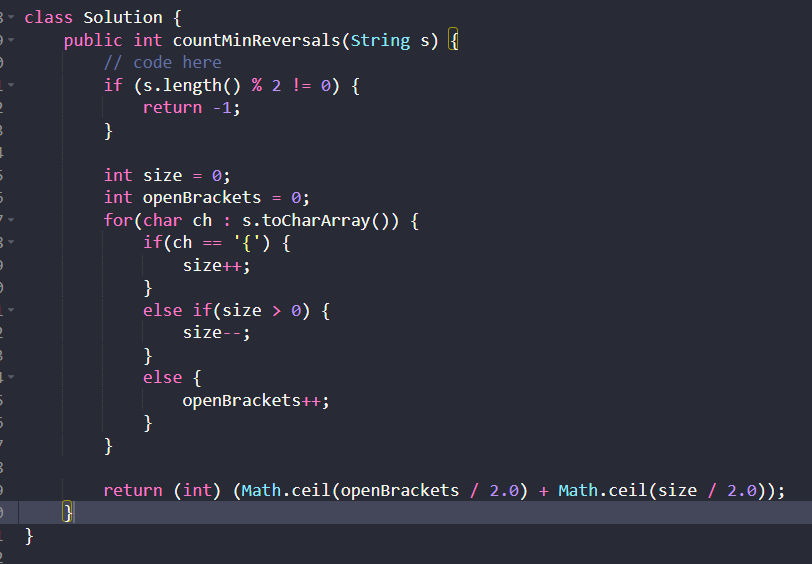 class Solution {
    public int countMinReversals(String s) {
        // code here
        if (s.length() % 2 != 0) {
            return -1;
        }

        int size = 0;
        int openBrackets = 0;
        for(char ch : s.toCharArray()) {
            if(ch == '{') {
                size++;
            }
            else if(size > 0) {
                size--;
            }
            else {
                openBrackets++;
            }
        }

        return (int) (Math.ceil(openBrackets / 2.0) + Math.ceil(size / 2.0));
    }
}